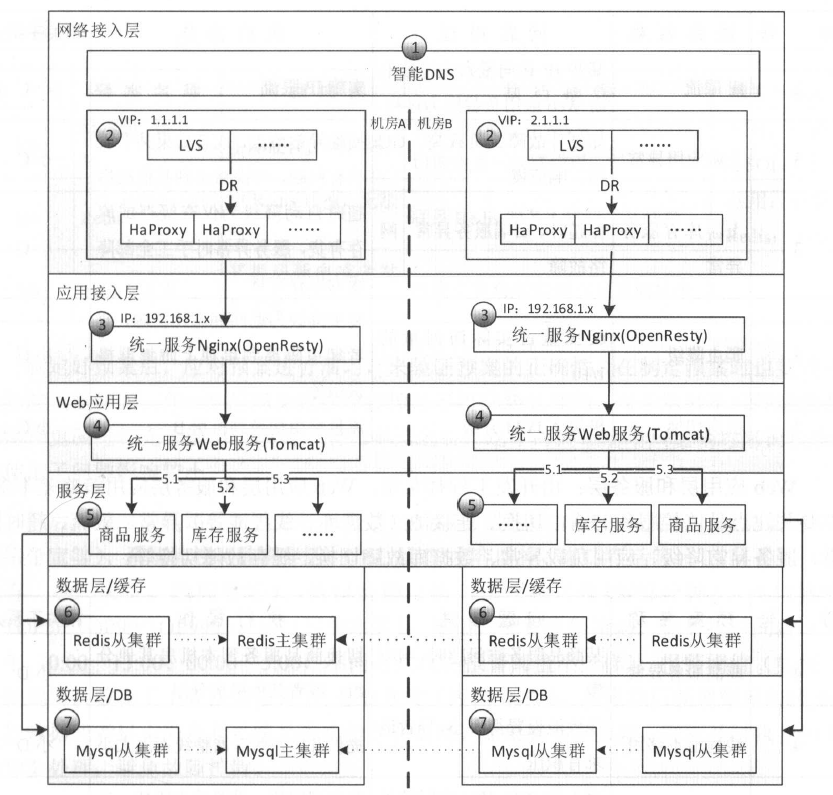 网络接入层
1
智能DNS
机房A 机房B
2 VIP：1.1.1.1
LVS ……
DR
HaProxy HaProxy ……
2 VIP：2.1.1.1
LVS ……
DR
HaProxy HaProxy ……
应用接入层
3 IP：192.168.1.x
统一服务Nginx(OpenResty)
3 IP：192.168.1.x
统一服务Nginx(OpenResty)
Web应用层
4
统一服务Web服务(Tomcat)
4
统一服务Web服务(Tomcat)
服务层
5.1 5.2 5.3
5
商品服务 库存服务 ……
5.1 5.2 5.3
5
…… 库存服务 商品服务
数据层/缓存
6
Redis从集群 Redis主集群
数据层/缓存
6
Redis从集群 Redis从集群
数据层/DB
7
Mysql从集群 Mysql主集群
数据层/DB
7
Mysql从集群 Mysql从集群